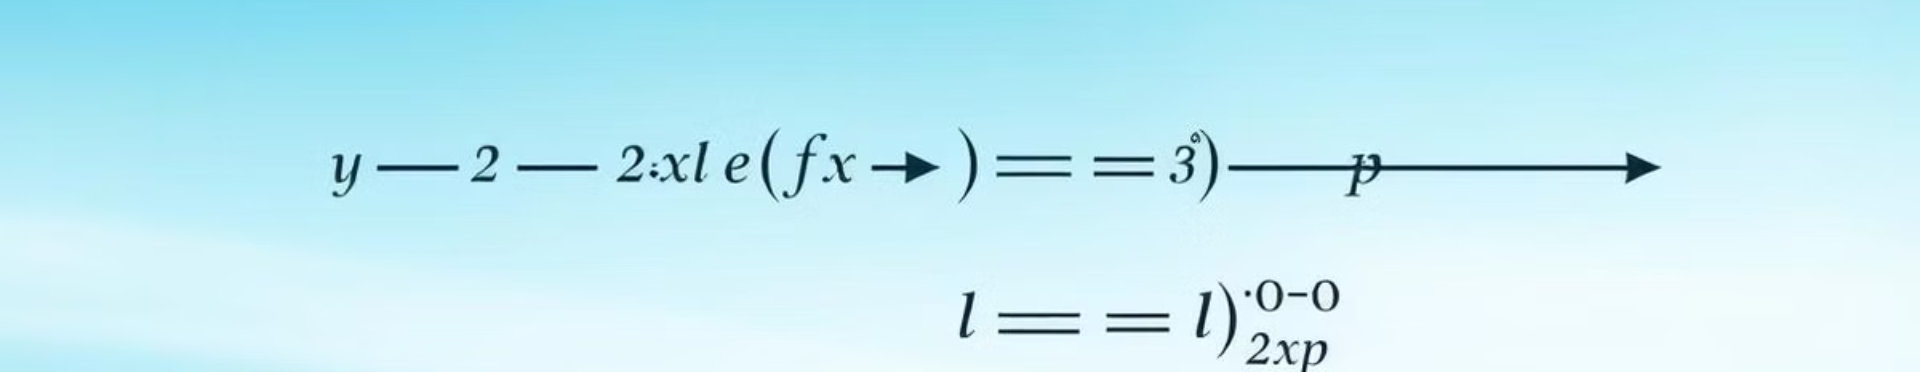 y — 2 — 2:xl e(fx → ) = = 3°) — p →
l = = l)·0-0 2xp